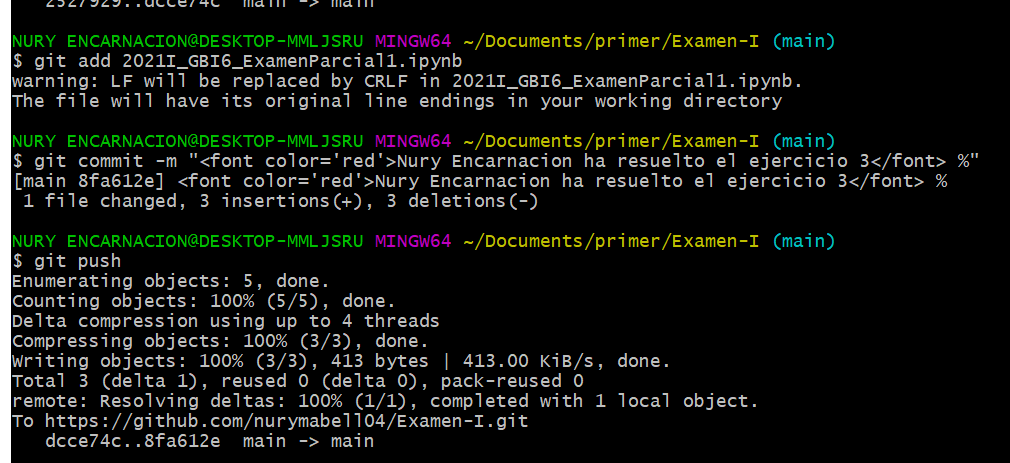 2527929..dcce74c  main -> main
NURY ENCARNACION@DESKTOP-MMLJSRU MINGW64 ~/Documents/primer/Examen-I (main)
$ git add 2021I_GBI6_ExamenParcial1.ipynb
warning: LF will be replaced by CRLF in 2021I_GBI6_ExamenParcial1.ipynb.
The file will have its original line endings in your working directory
NURY ENCARNACION@DESKTOP-MMLJSRU MINGW64 ~/Documents/primer/Examen-I (main)
$ git commit -m "<font color='red'>Nury Encarnacion ha resuelto el ejercicio 3</font> %"
[main 8fa612e] <font color='red'>Nury Encarnacion ha resuelto el ejercicio 3</font> %
 1 file changed, 3 insertions(+), 3 deletions(-)
NURY ENCARNACION@DESKTOP-MMLJSRU MINGW64 ~/Documents/primer/Examen-I (main)
$ git push
Enumerating objects: 5, done.
Counting objects: 100% (5/5), done.
Delta compression using up to 4 threads
Compressing objects: 100% (3/3), done.
Writing objects: 100% (3/3), 413 bytes | 413.00 KiB/s, done.
Total 3 (delta 1), reused 0 (delta 0), pack-reused 0
remote: Resolving deltas: 100% (1/1), completed with 1 local object.
To https://github.com/nurymabell04/Examen-I.git
   dcce74c..8fa612e  main -> main